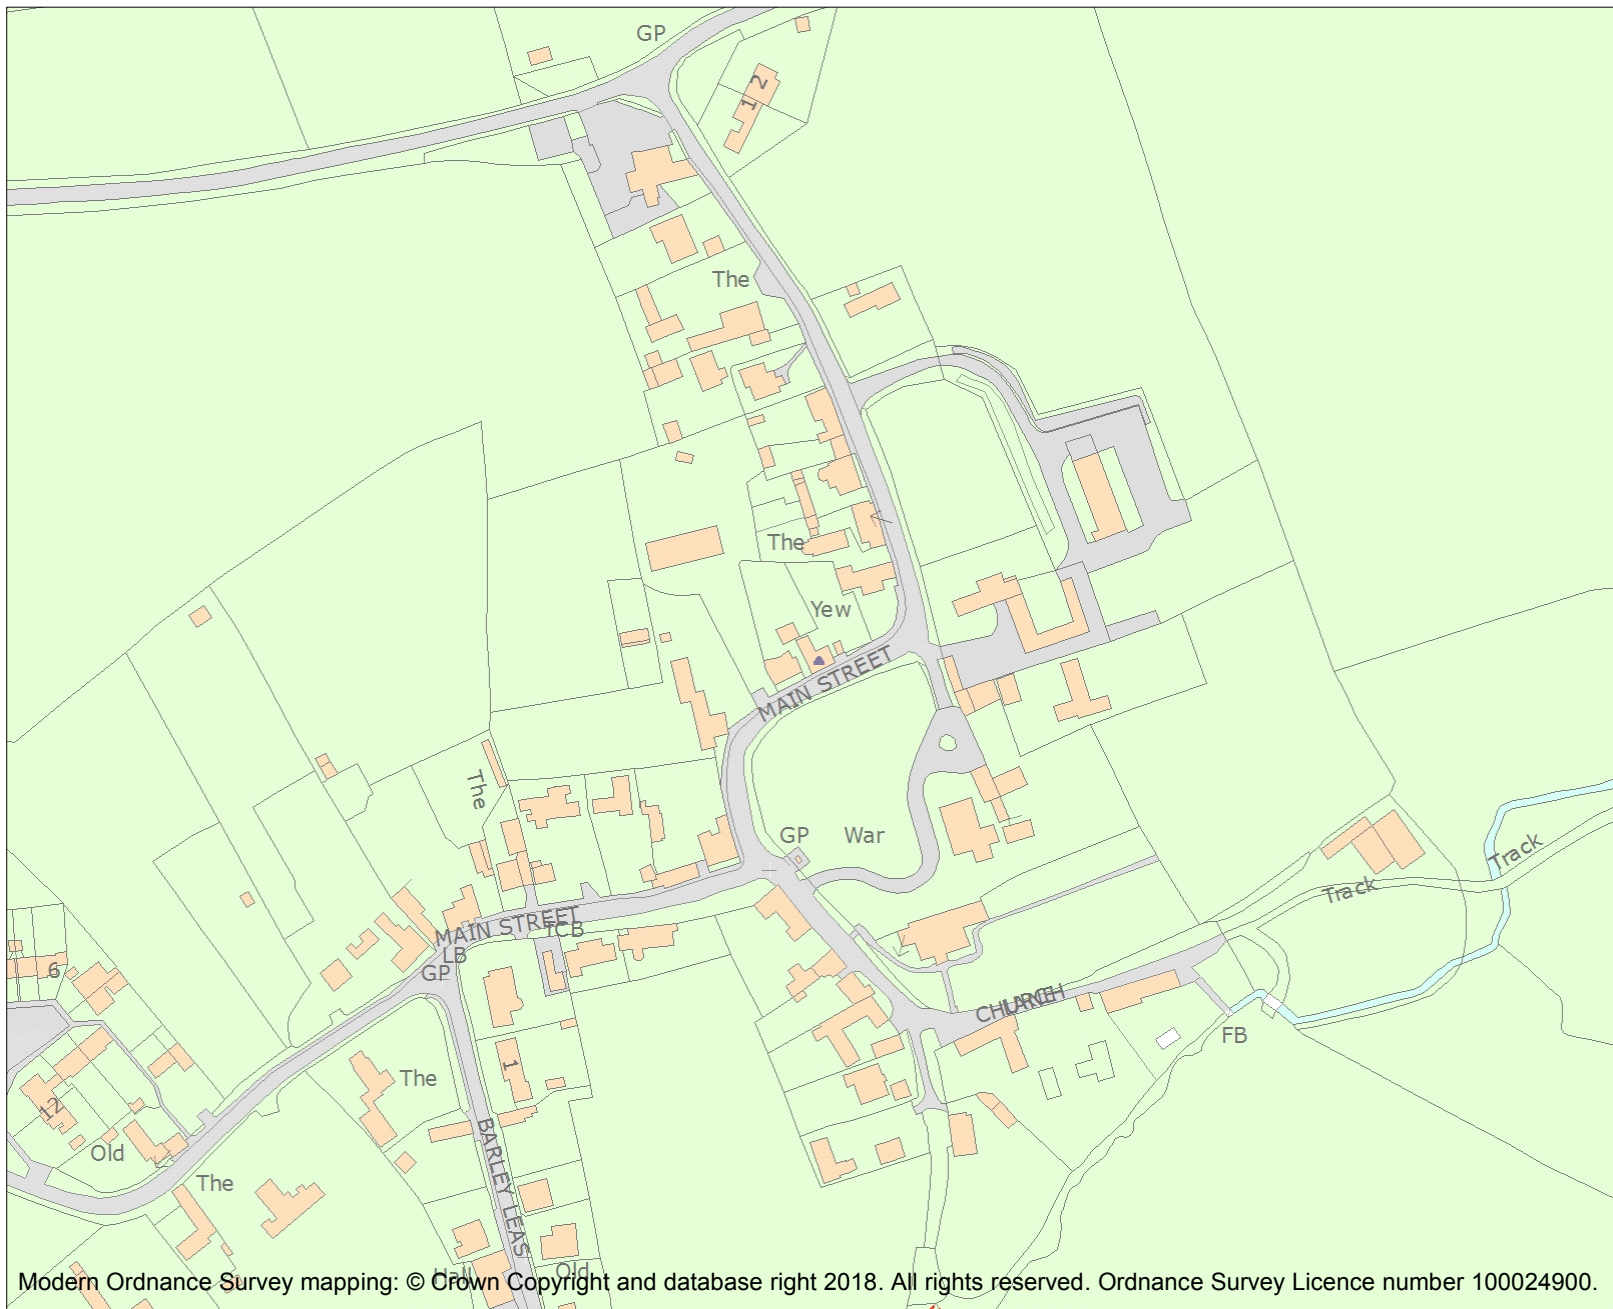 GP
2
1
The
The
Yew
MAIN STREET
The
GP
War
Track
Track
MAIN STREET
TCB
LB
GP
6
CHURCH
LANE
FB
1
The
12
Old
The
BARLEY LEAS
Hall
Old
Modern Ordnance Survey mapping: © Crown Copyright and database right 2018. All rights reserved. Ordnance Survey Licence number 100024900.